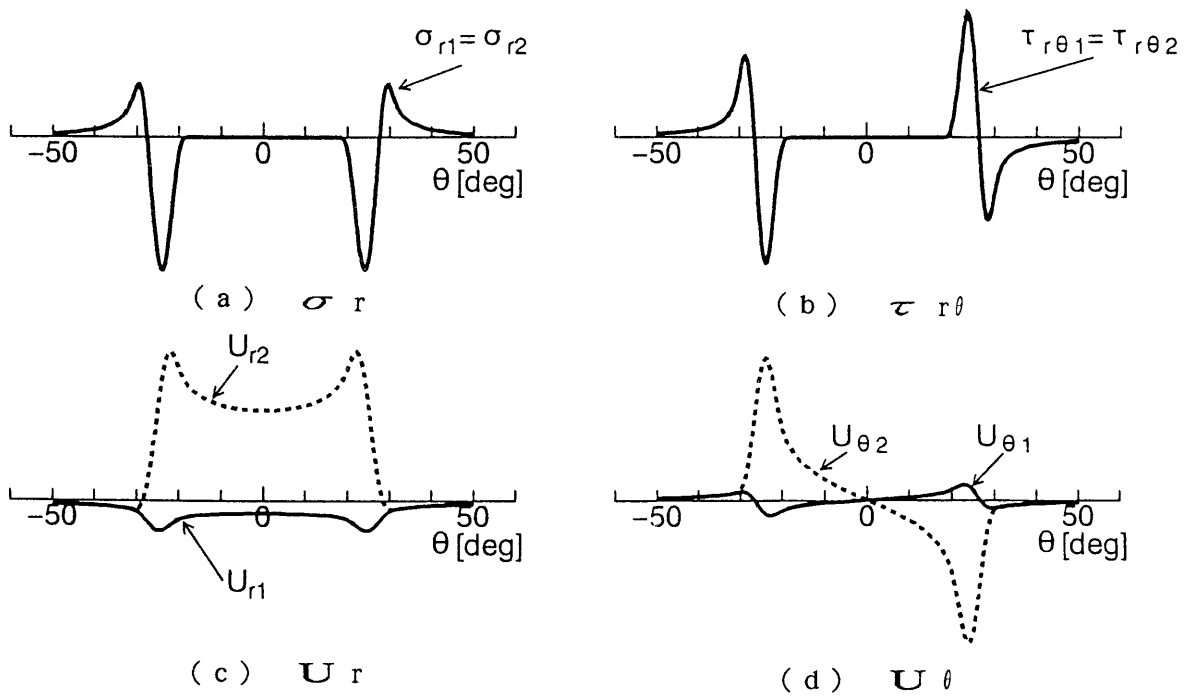 σr1= σr2
-50 0 50
θ [deg]
(a) σ r
τrθ1= τrθ2
-50 0 50
θ [deg]
(b) τ rθ
Ur2
-50 0 50
θ [deg]
Ur1
(c) U r
Uθ2 Uθ1
-50 0 50
θ [deg]
(d) U θ